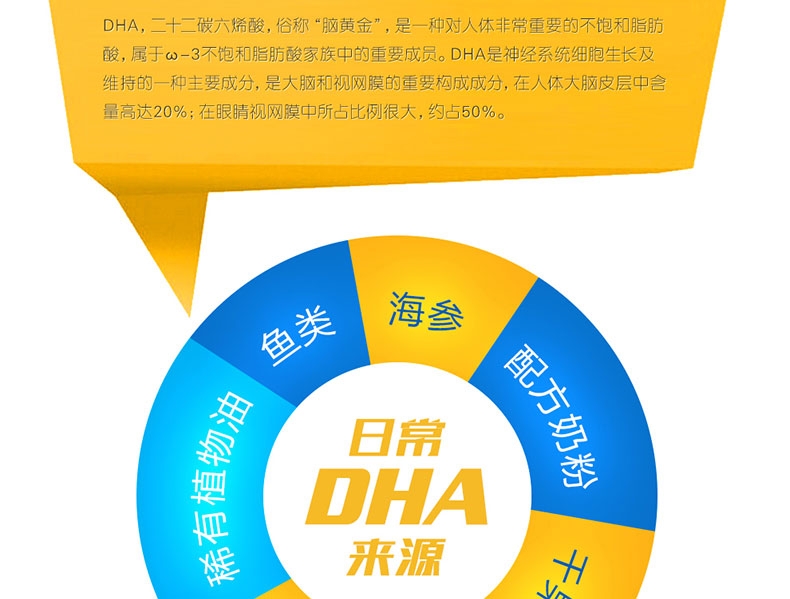 DHA，二十二碳六烯酸，俗称“脑黄金”，是一种对人体非常重要的不饱和脂肪
酸，属于ω-3不饱和脂肪酸家族中的重要成员。DHA是神经系统细胞生长及
维持的一种主要成分，是大脑和视网膜的重要构成成分，在人体大脑皮层中含
量高达20%；在眼睛视网膜中所占比例很大，约占50%。
鱼类
海参
配方奶粉
稀有植物油
日常
DHA
来源
干